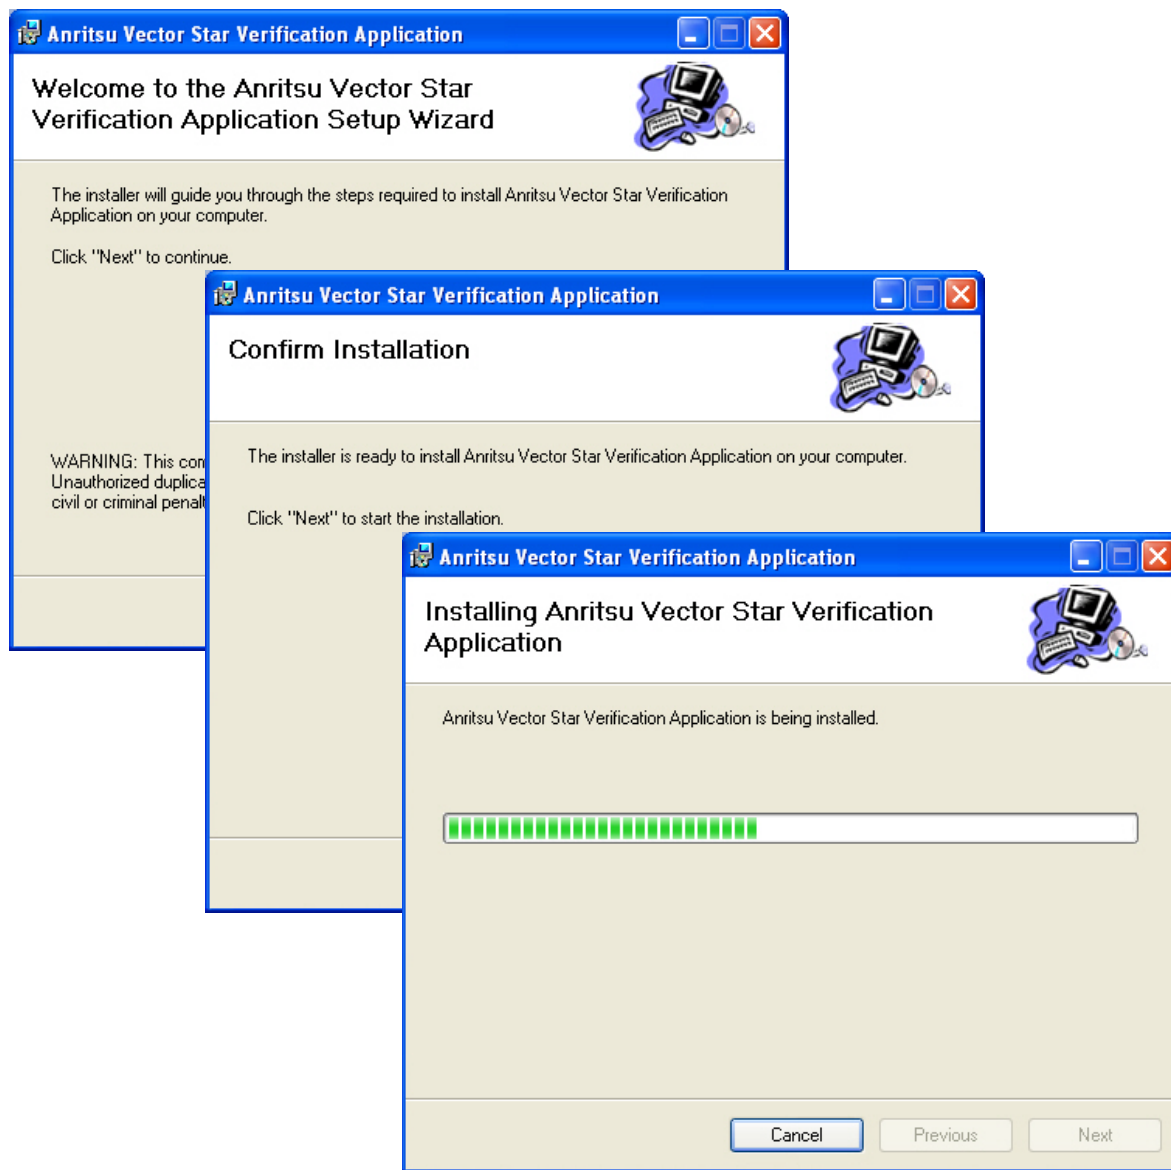 Anritsu Vector Star Verification Application
Welcome to the Anritsu Vector Star
Verification Application Setup Wizard
The installer will guide you through the steps required to install Anritsu Vector Star Verification
Application on your computer.
Click "Next" to continue.
WARNING: This
Unauthorized
civil or criminal
Anritsu Vector Star Verification Application
Confirm Installation
The installer is ready to install Anritsu Vector Star Verification Application on your computer.
Click "Next" to start the installation.
Anritsu Vector Star Verification Application
Installing Anritsu Vector Star Verification
Application
Anritsu Vector Star Verification Application is being installed.
Cancel
Previous
Next